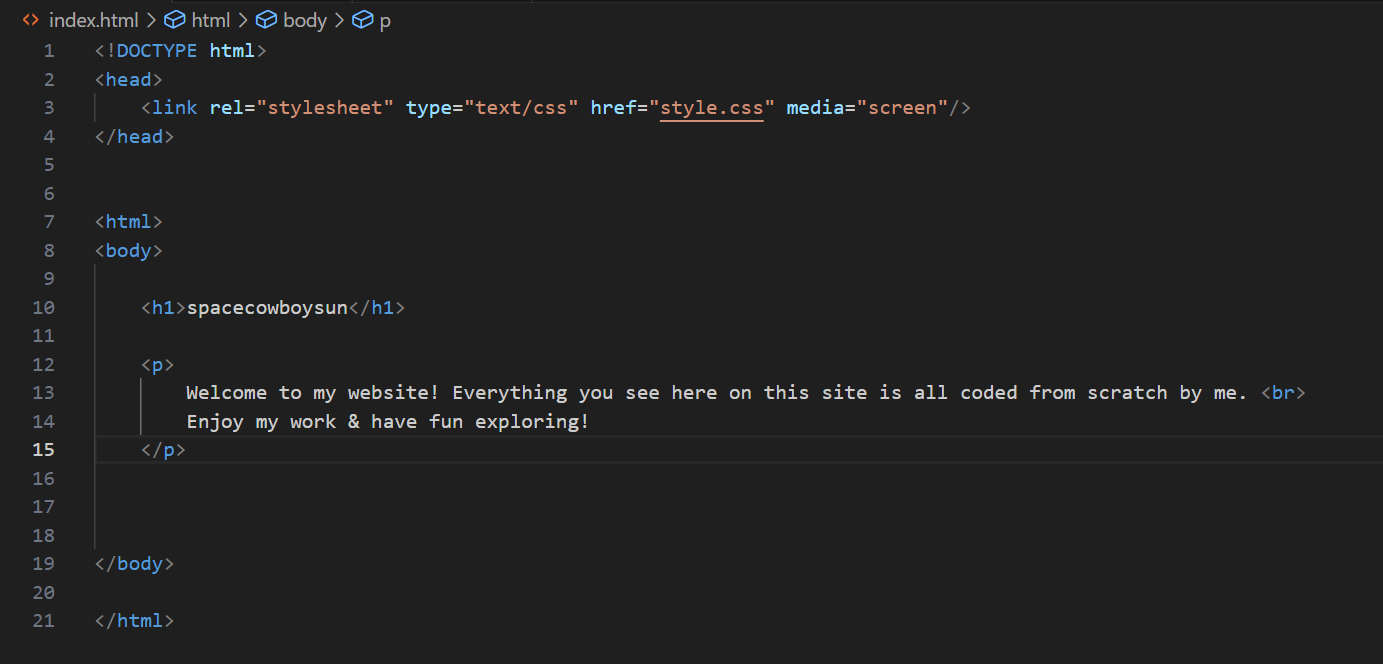 index.html > html > body > p
1 <!DOCTYPE html>
2 <head>
3     <link rel="stylesheet" type="text/css" href="style.css" media="screen"/>
4 </head>
5
6
7 <html>
8 <body>
9
10     <h1>spacecowboysun</h1>
11
12     <p>
13         Welcome to my website! Everything you see here on this site is all coded from scratch by me. <br>
14         Enjoy my work & have fun exploring!
15     </p>
16
17
18
19 </body>
20
21 </html>